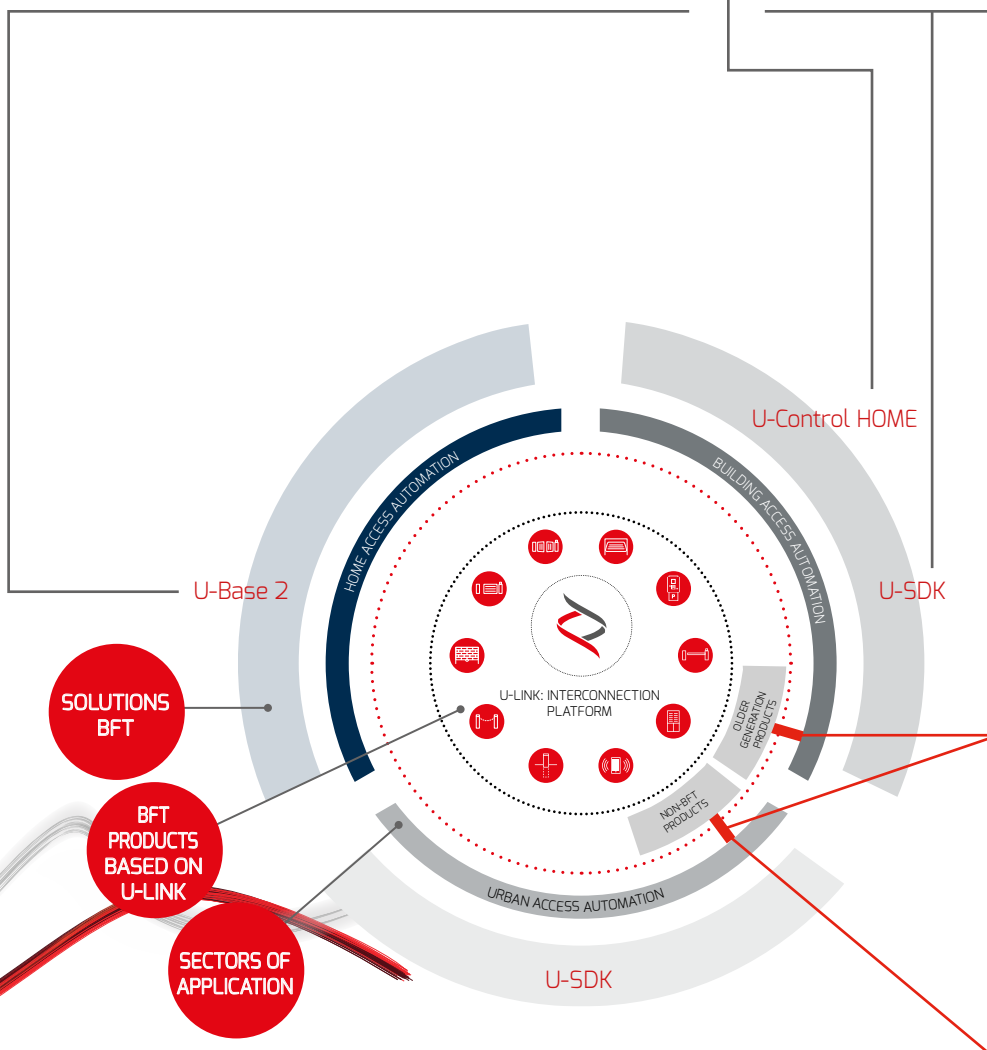 U-Control HOME
HOME ACCESS AUTOMATION
BUILDING ACCESS AUTOMATION
U-Base 2
U-SDK
P
SOLUTIONS
BFT
U-LINK: INTERCONNECTION
PLATFORM
OLDER
GENERATION
PRODUCTS
NON-BFT
PRODUCTS
BFT
PRODUCTS
BASED ON
U-LINK
URBAN ACCESS AUTOMATION
SECTORS OF
APPLICATION
U-SDK